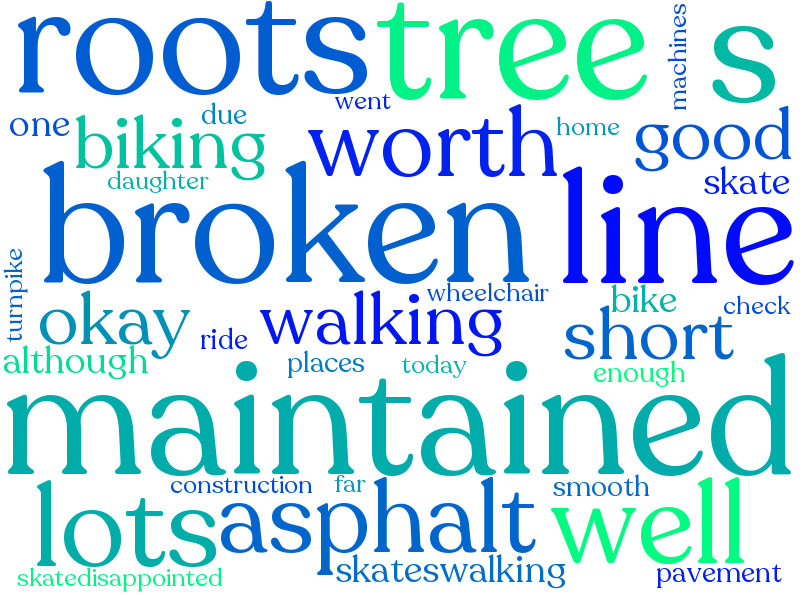 roots tree s machines
went
one due biking worth home good
daughter skate
broken line
turnpike okay ride walking wheelchair bike check
short
although places today enough
maintained
construction far smooth
lots asphalt well
skatedisappointed skateswalking pavement